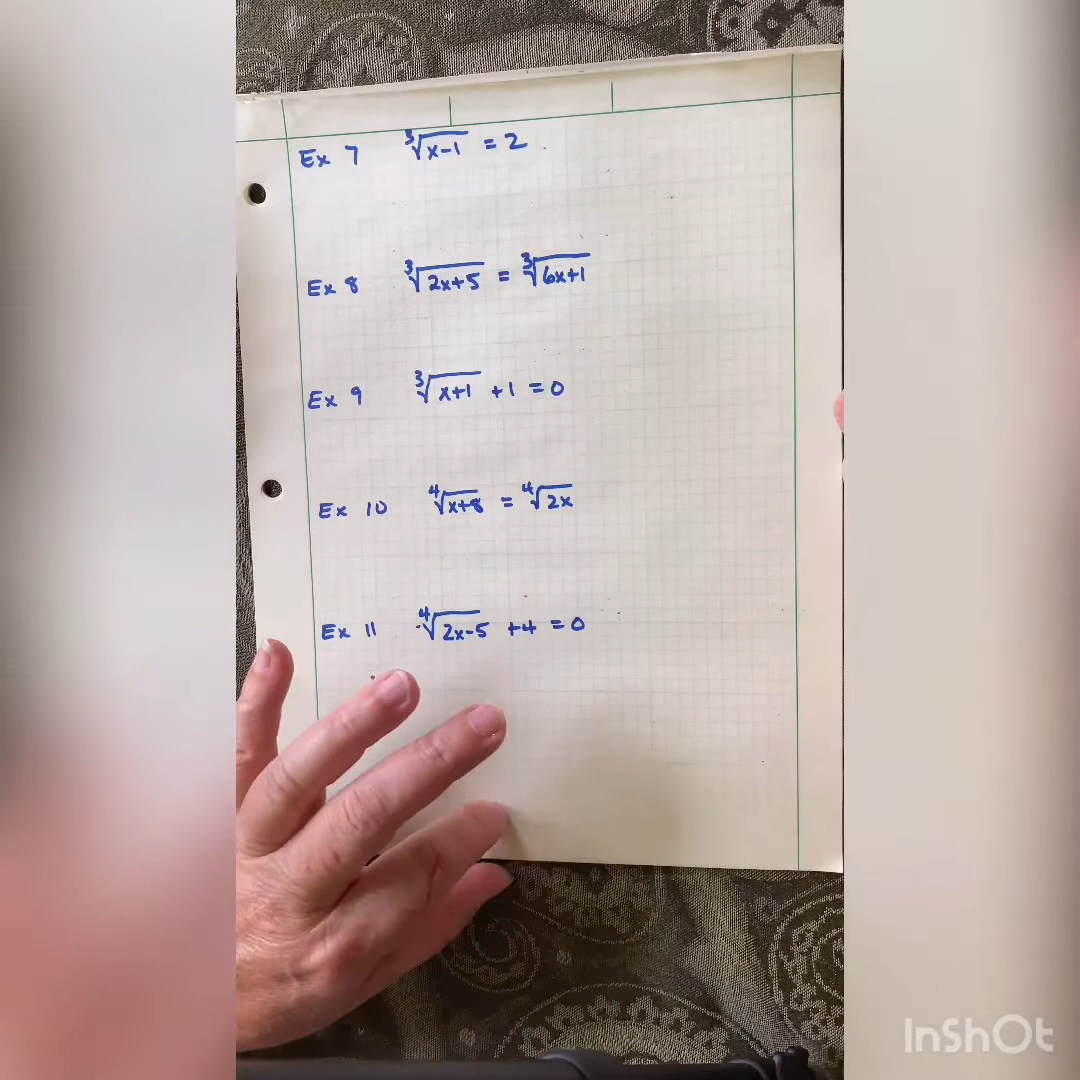 Ex 7 ∛(x-1) = 2
Ex 8 ∛(2x+5) = ∛(6x+1)
Ex 9 ∛(x+1) +1 = 0
Ex 10 ∜(x+8) = ∜(2x)
Ex 11 ∜(2x-5) +4 = 0
InShOt